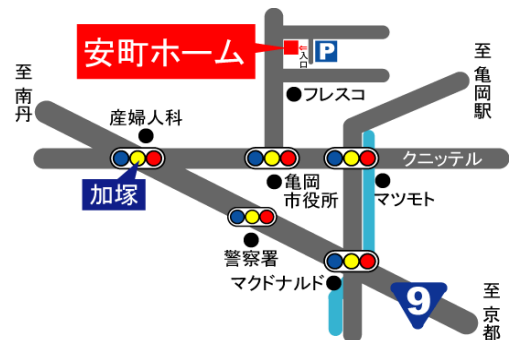 安町ホーム
⇐入口
P
至 亀岡駅
至 南丹
フレスコ
産婦人科
クニッテル
加塚
亀岡
市役所
マツモト
警察署
マクドナルド
9
至 京都